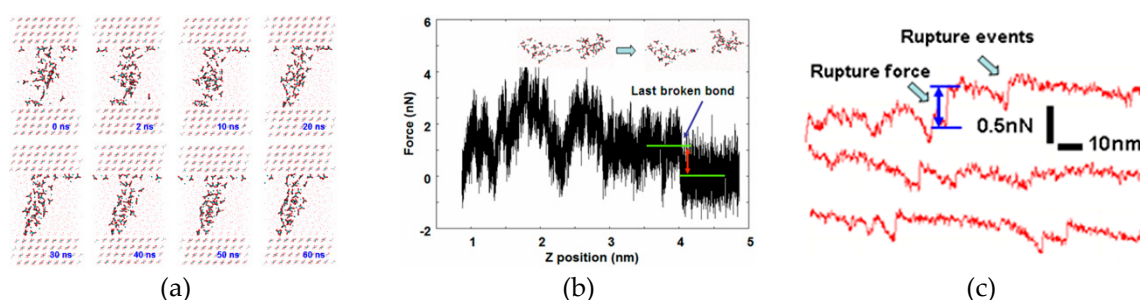 0 ns
2 ns
10 ns
20 ns
30 ns
40 ns
50 ns
60 ns
(a)
Force (nN)
6
4
2
0
-2
Last broken bond
1
2
3
4
5
Z position (nm)
(b)
Rupture events
Rupture force
0.5nN
10nm
(c)